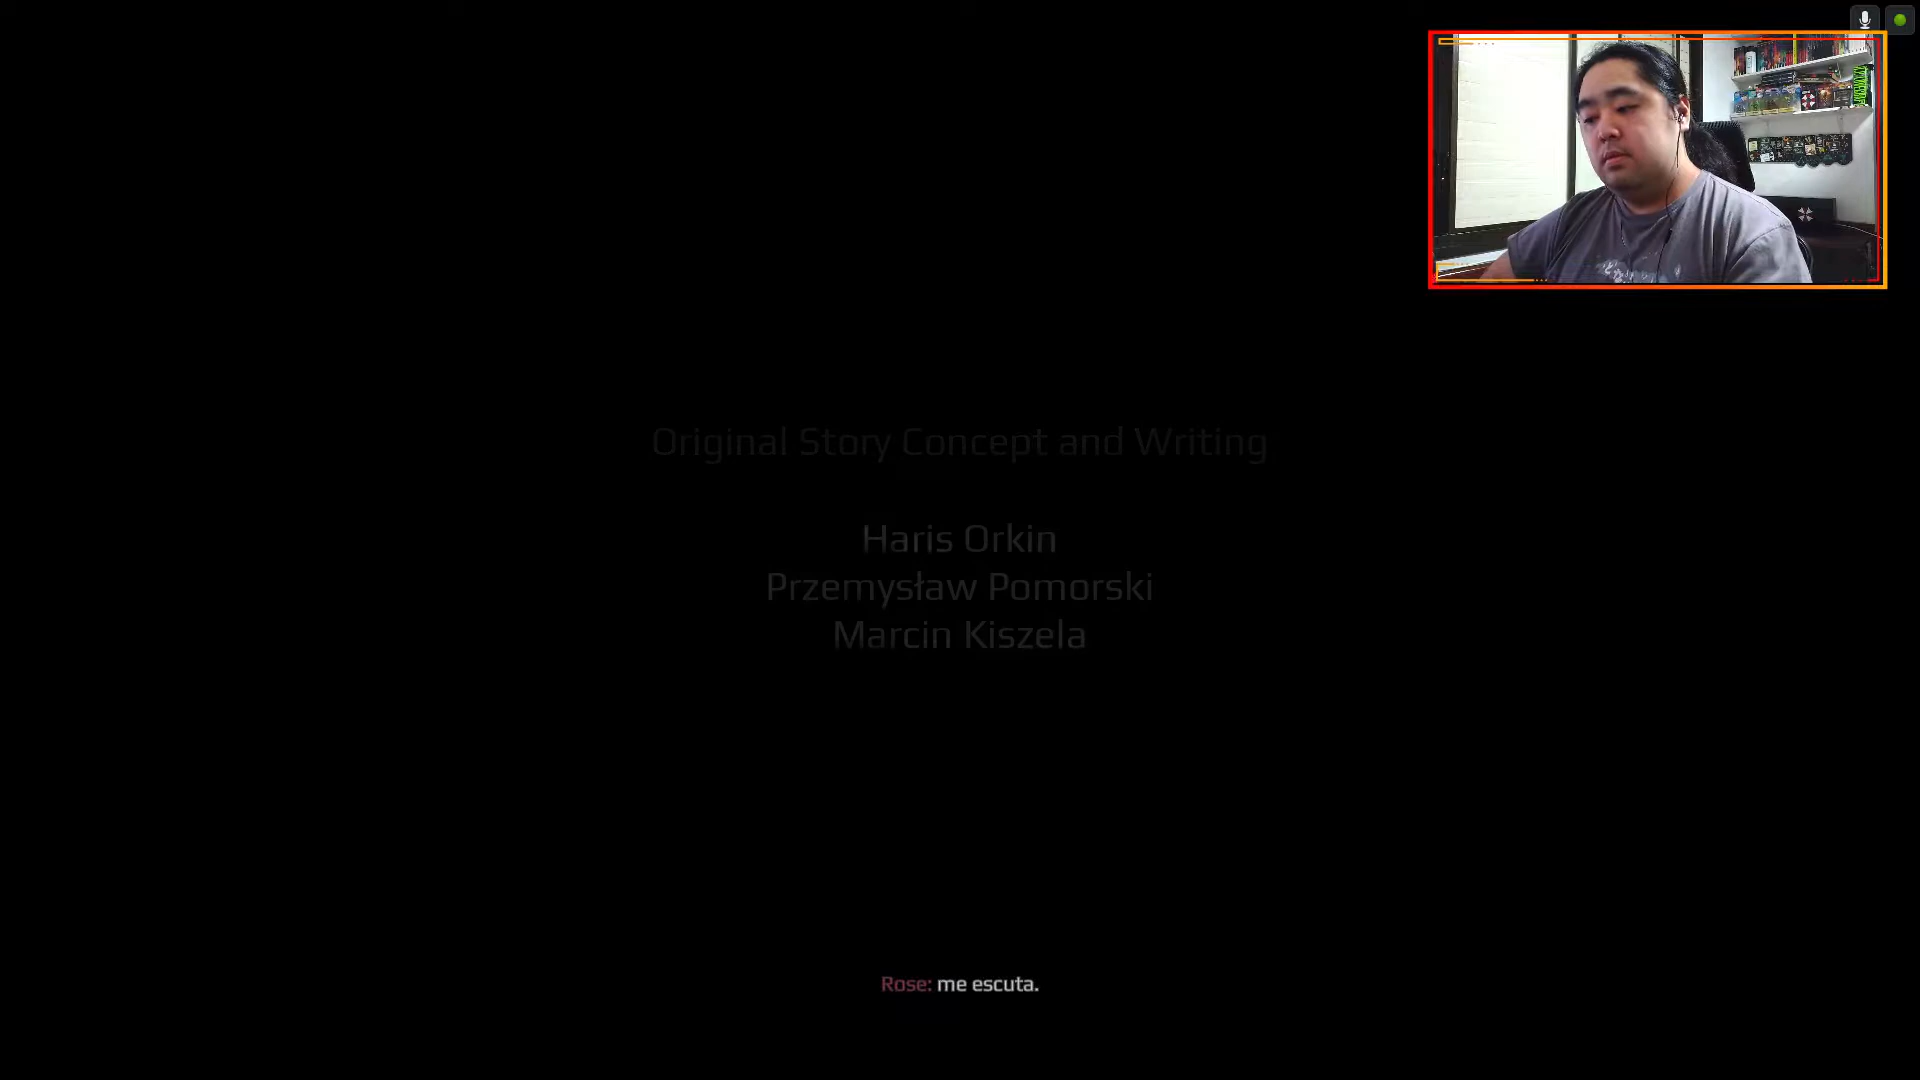 Original Story Concept and Writing
Haris Orkin
Przemysław Pomorski
Marcin Kiszela
Rose: me escuta.